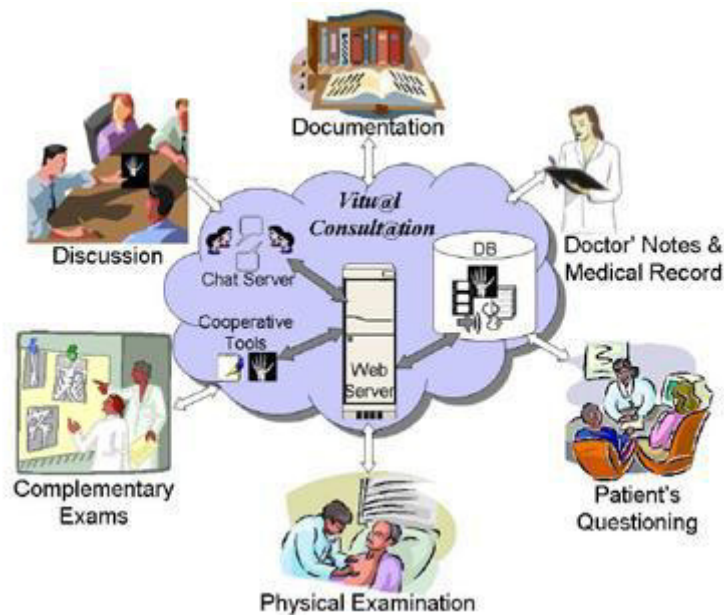 Documentation
Vitu@l
Consult@tion
Discussion
Chat Server
DB
Doctor' Notes &
Medical Record
Cooperative
Tools
Web
Server
Complementary
Exams
Patient's
Questioning
Physical Examination